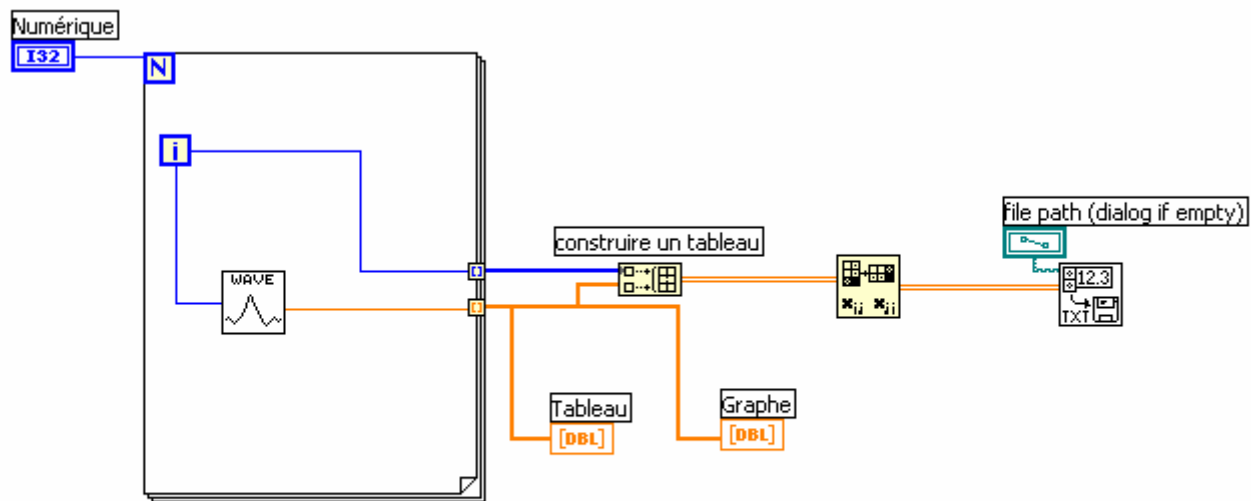 Numérique
I32
N
i
WAVE
construire un tableau
file path (dialog if empty)
12.3
TXT
Tableau
[DBL]
Graphe
[DBL]